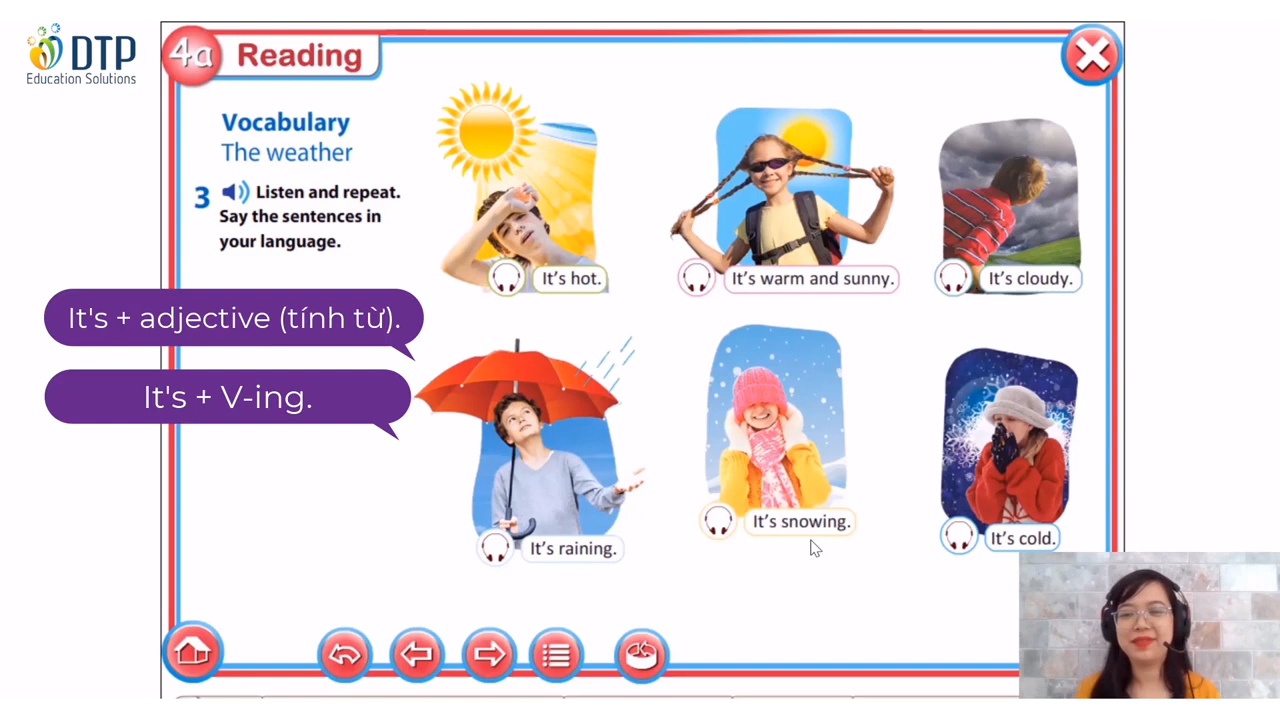 DTP
Education Solutions
4a Reading
Vocabulary
The weather
3 Listen and repeat.
Say the sentences in
your language.
It's + adjective (tính từ).
It's + V-ing.
It's hot.
It's warm and sunny.
It's cloudy.
It's raining.
It's snowing.
It's cold.